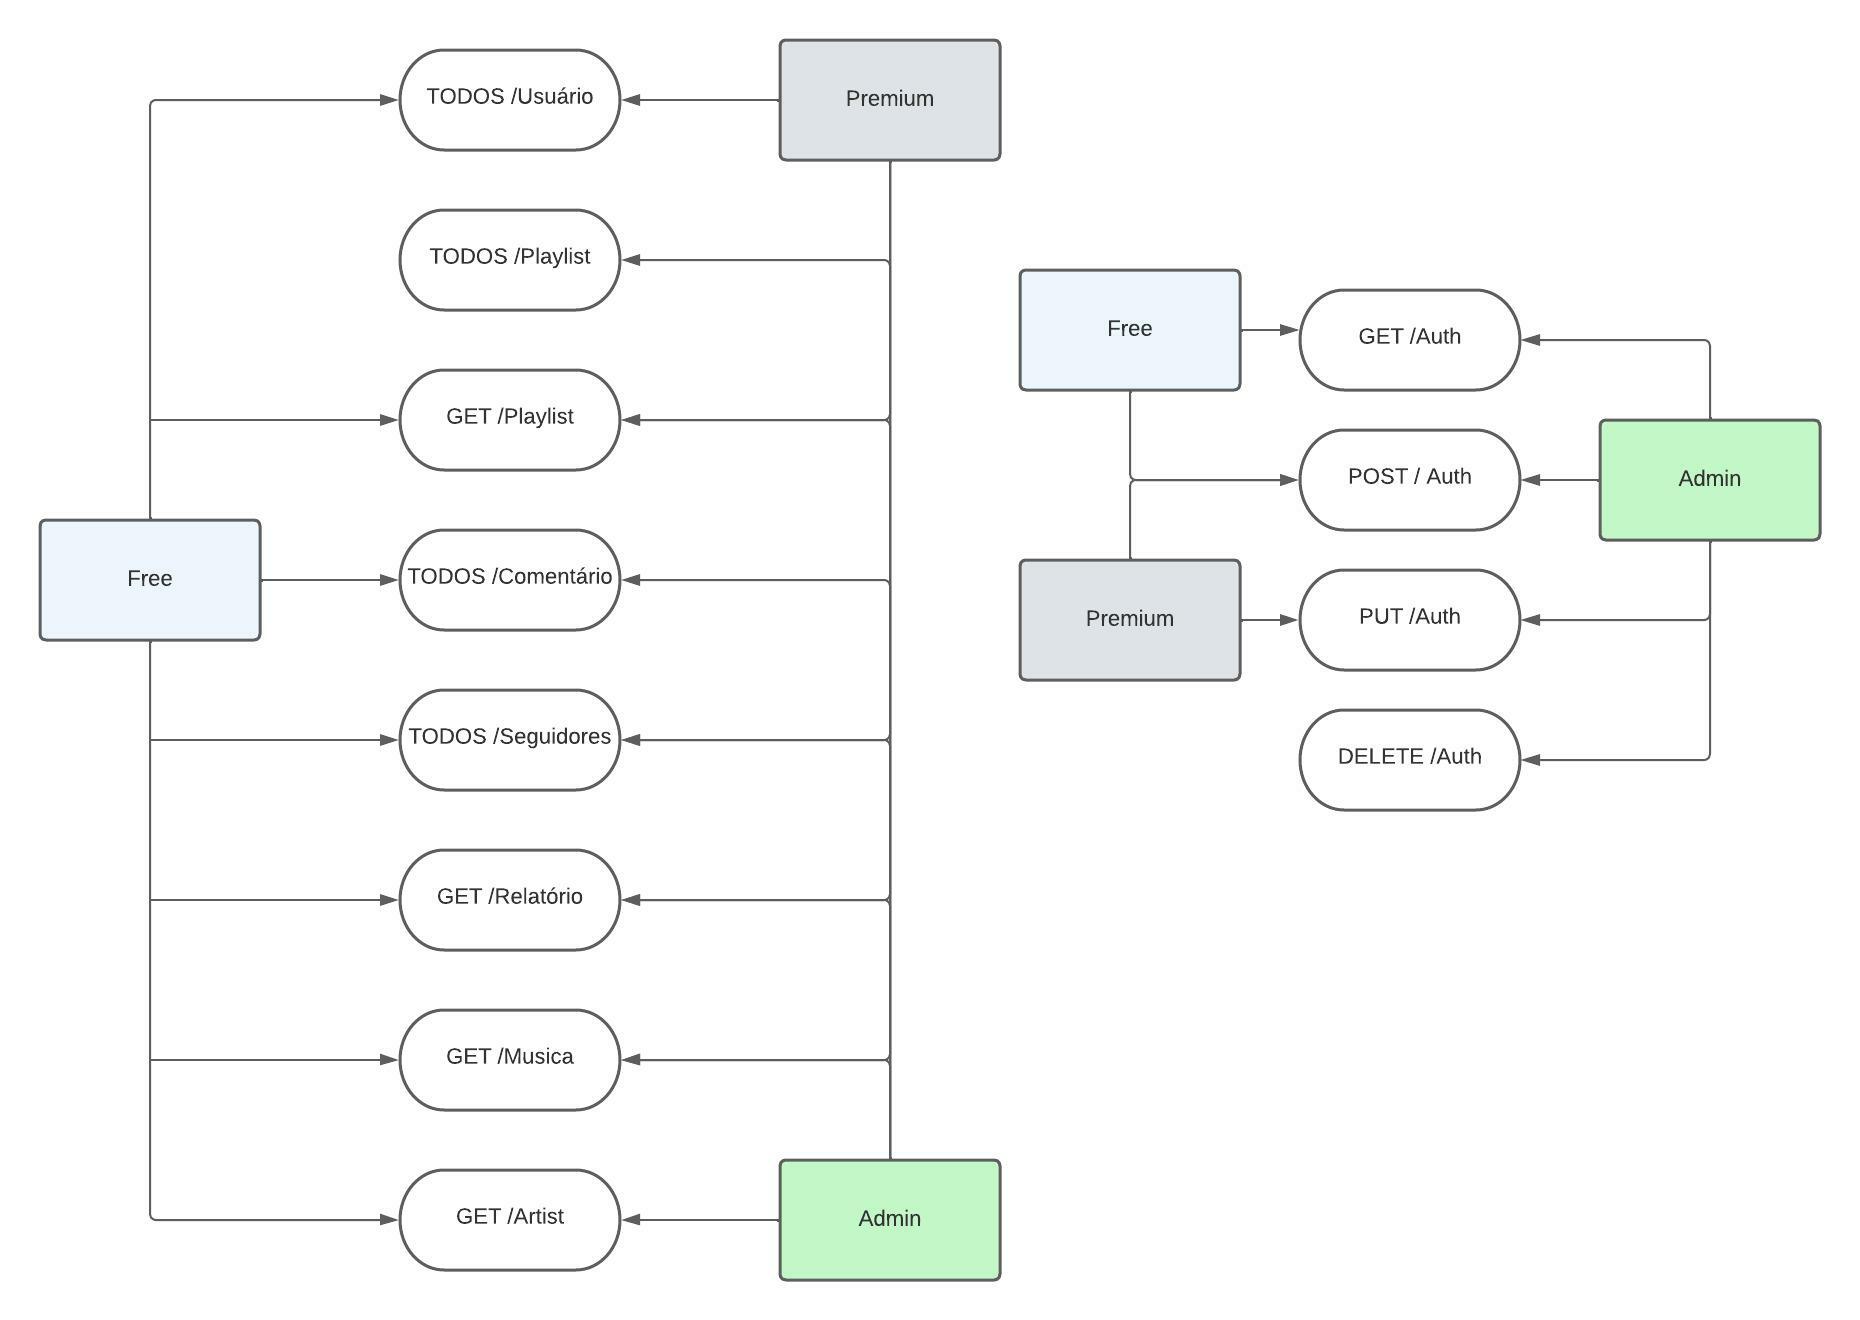 TODOS /Usuário
Premium
TODOS /Playlist
GET /Playlist
Free
TODOS /Comentário
TODOS /Seguidores
GET /Relatório
GET /Musica
GET /Artist
Admin
Free
GET /Auth
POST / Auth
Admin
Premium
PUT /Auth
DELETE /Auth